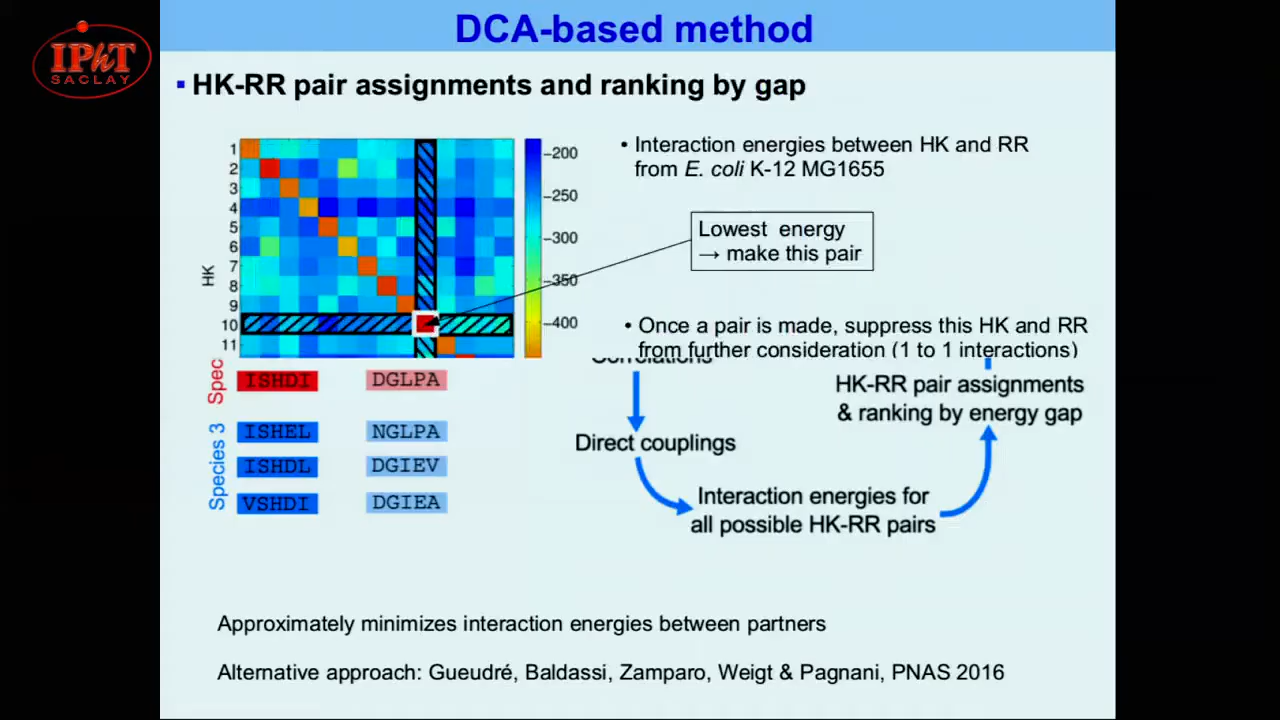 IPhT
SACLAY
DCA-based method
▪ HK-RR pair assignments and ranking by gap
1
2
3
4
5
6
7
8
9
10
11
HK
−200
−250
−300
−350
−400
• Interaction energies between HK and RR
from E. coli K-12 MG1655
Lowest energy
→ make this pair
• Once a pair is made, suppress this HK and RR
from further consideration (1 to 1 interactions)
Correlations
Spec
ISHDI DGLPA
Species 3
ISHEL NGLPA
ISHDL DGIEV
VSHDI DGIEA
HK-RR pair assignments
& ranking by energy gap
Direct couplings
Interaction energies for
all possible HK-RR pairs
Approximately minimizes interaction energies between partners
Alternative approach: Gueudré, Baldassi, Zamparo, Weigt & Pagnani, PNAS 2016